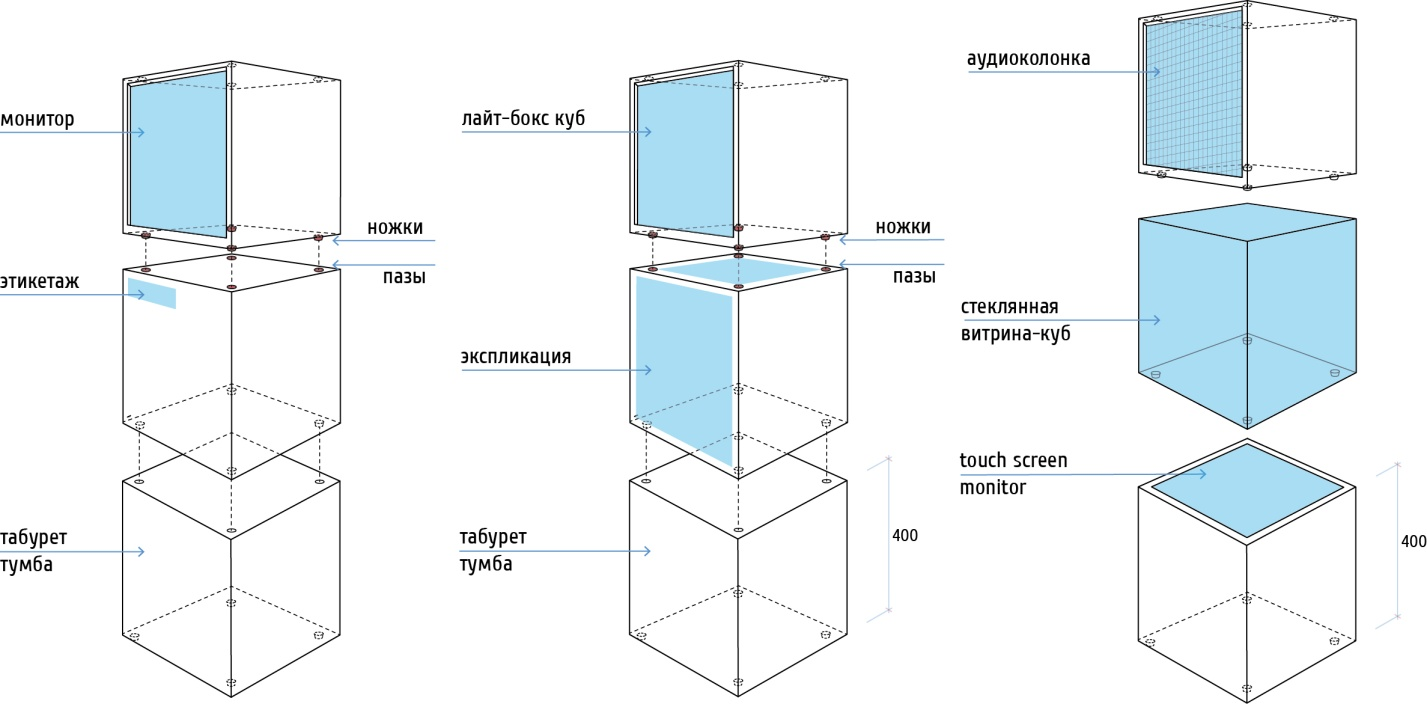 монитор
ножки
пазы
этикетаж
табурет
тумба
лайт-бокс куб
ножки
пазы
экспликация
табурет
тумба
400
аудиоколонка
стеклянная
витрина-куб
touch screen
monitor
400